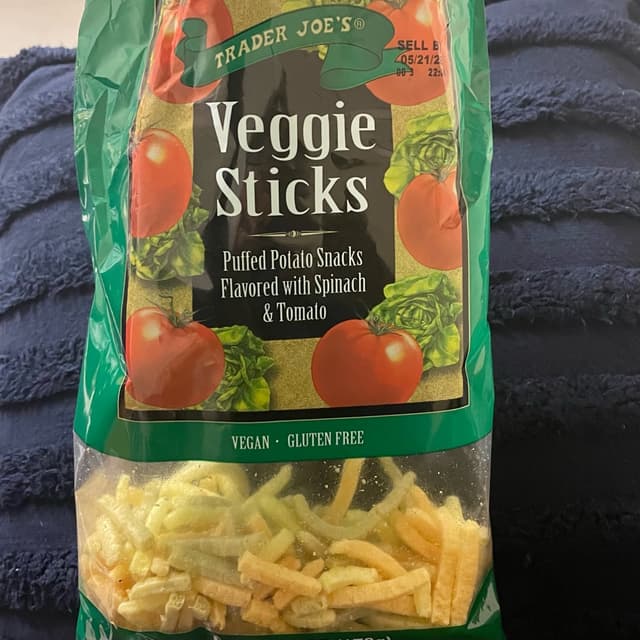 TRADER JOE'S®
SELL B
05/21/2
Veggie
Sticks
Puffed Potato Snacks
Flavored with Spinach
& Tomato
VEGAN · GLUTEN FREE